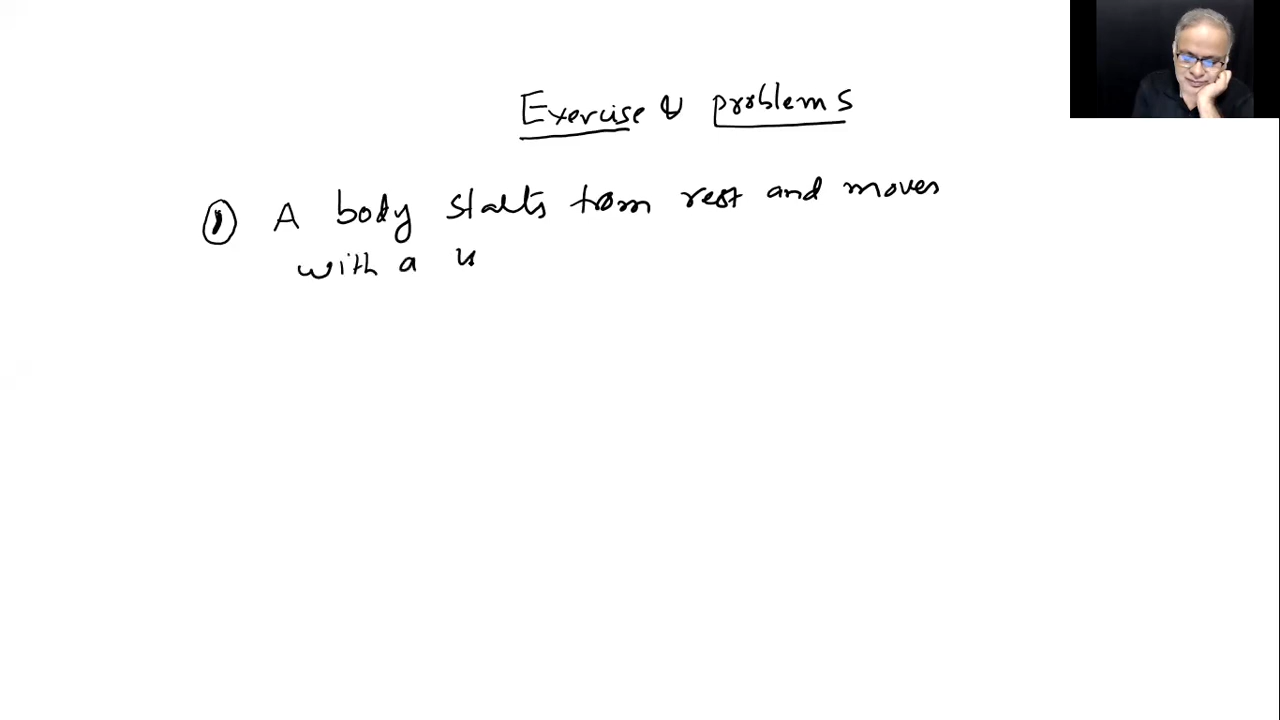 Exercise & problems
① A body starts from rest and moves
with a u